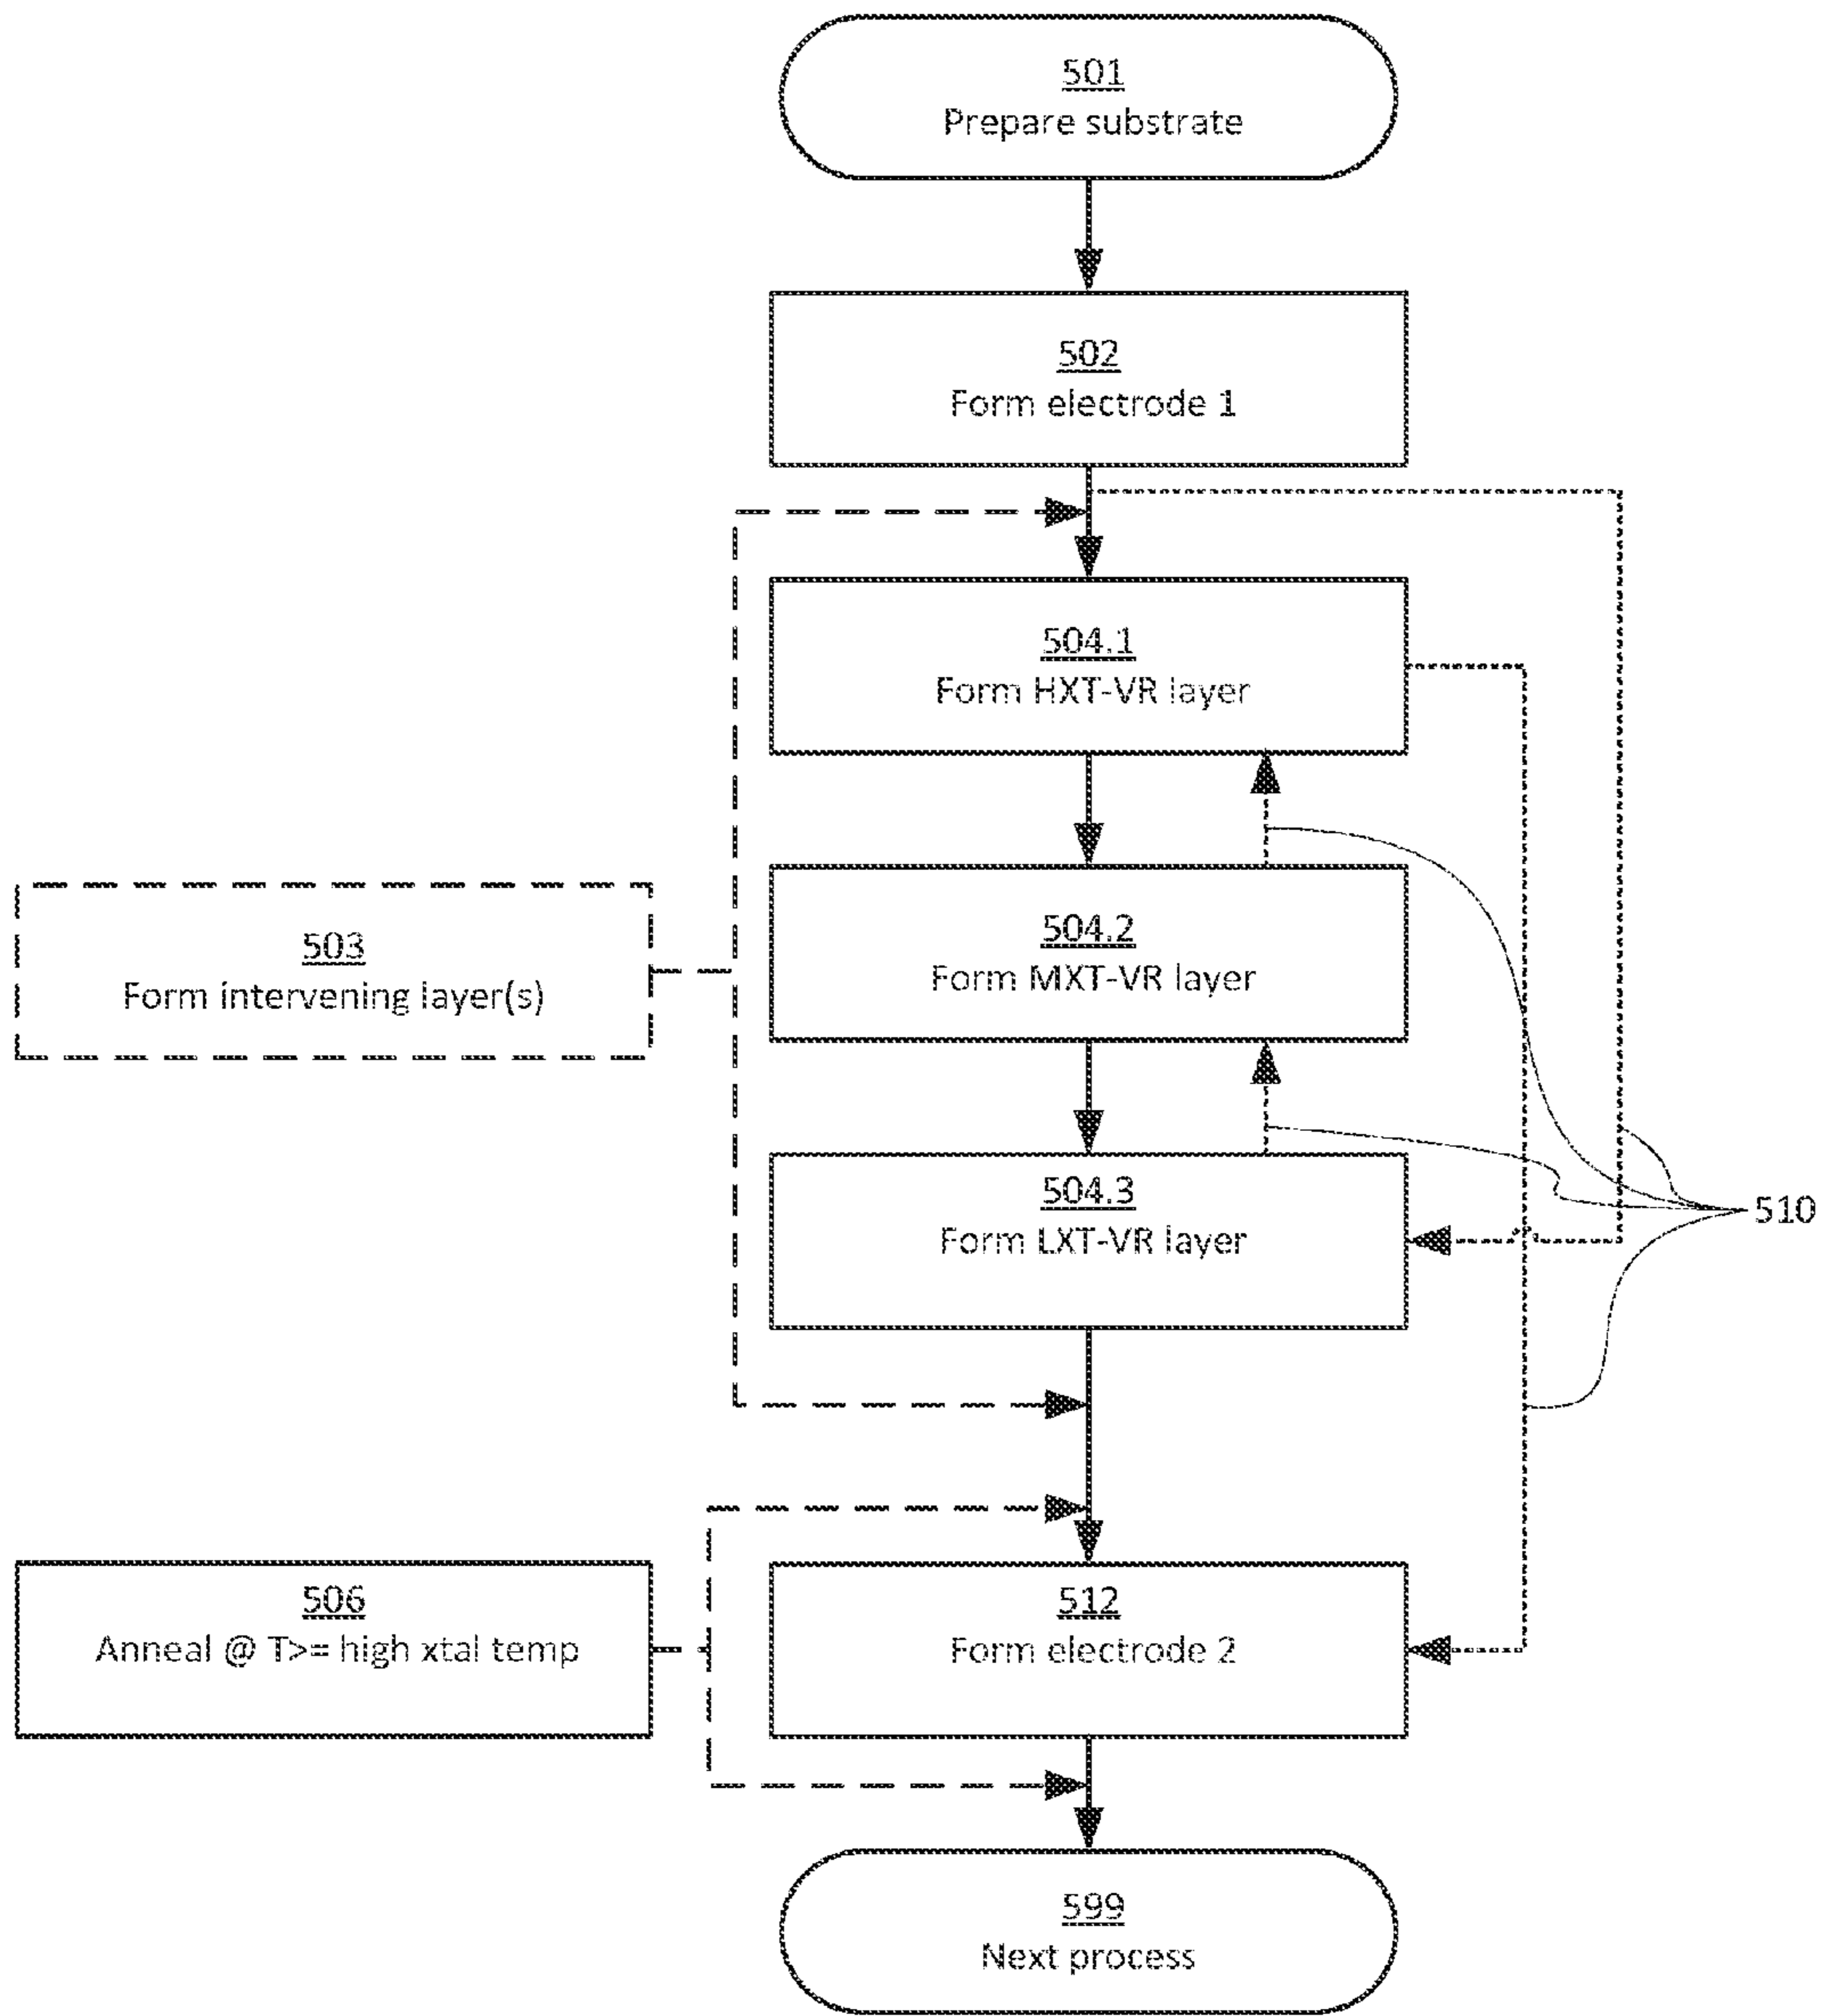 501
Prepare substrate
502
Form electrode 1
504.1
Form HXT-VR layer
503
Form intervening layer(s)
504.2
Form MXT-VR layer
504.3
Form LXT-VR layer
510
506
Anneal @ T>= high xtal temp
512
Form electrode 2
599
Next process